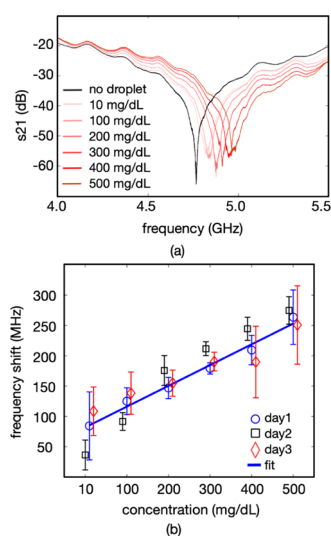 -20
-30
-40
-50
-60
s21 (dB)
no droplet
10 mg/dL
100 mg/dL
200 mg/dL
300 mg/dL
400 mg/dL
500 mg/dL
4.0 4.5 5.0 5.5
frequency (GHz)
(a)
300
250
200
150
100
50
frequency shift (MHz)
day1
day2
day3
fit
10 100 200 300 400 500
concentration (mg/dL)
(b)